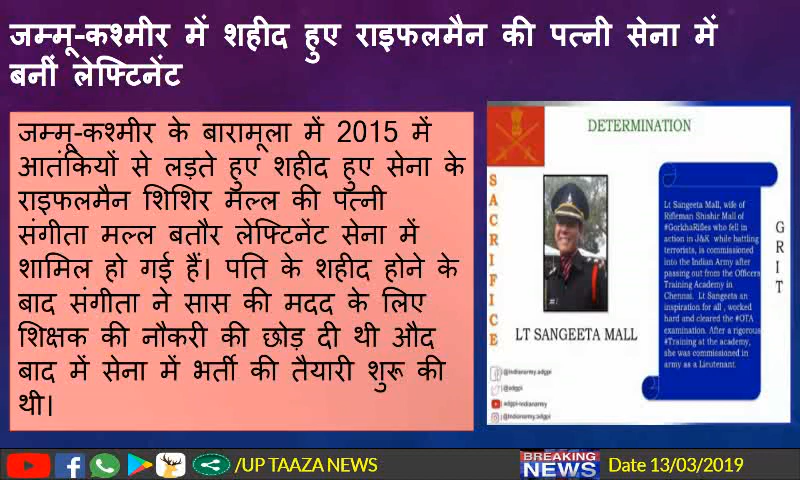 जम्मू-कश्मीर में शहीद हुए राइफलमैन की पत्नी सेना में
बनीं लेफ्टिनेंट
जम्मू-कश्मीर के बारामूला में 2015 में
आतंकियों से लड़ते हुए शहीद हुए सेना के
राइफलमैन शिशिर मल्ल की पत्नी
संगीता मल्ल बतौर लेफ्टिनेंट सेना में
शामिल हो गई हैं। पति के शहीद होने के
बाद संगीता ने सास की मदद के लिए
शिक्षक की नौकरी की छोड़ दी थी औद
बाद में सेना में भर्ती की तैयारी शुरू की
थी।
DETERMINATION
SACRIFICE
GRIT
Lt Sangeeta Mall, wife of
Rifleman Shishir Mall of
#GorkhaRifles who fell in
action in J&K while battling
terrorists, is commissioned
into the Indian Army after
passing out from the Officers
Training Academy in
Chennai. Lt Sangeeta an
inspiration for all , worked
hard and cleared the #OTA
examination. After a rigorous
#Training at the academy,
she was commissioned in
army as a Lieutenant.
LT SANGEETA MALL
@Indianarmy.adgpi
@adgpi
adgpi-indianarmy
@Indianarmy.adgpi
/UP TAAZA NEWS
BREAKING
NEWS
Date 13/03/2019